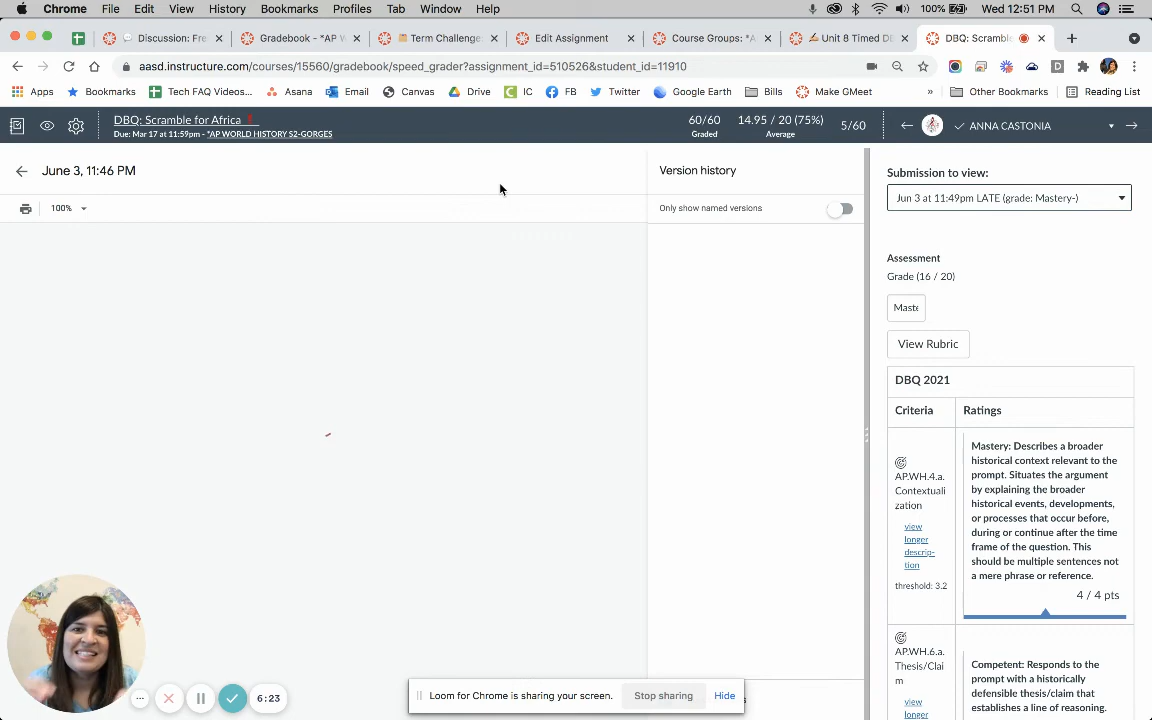 Chrome File Edit View History Bookmarks Profiles Tab Window Help 100% Wed 12:51 PM
Discussion: Fre Gradebook - *AP W Term Challenge: Edit Assignment Course Groups: *A Unit 8 Timed D DBQ: Scramble
aasd.instructure.com/courses/15560/gradebook/speed_grader?assignment_id=510526&student_id=11910
Apps Bookmarks Tech FAQ Videos... Asana Email Canvas Drive IC FB Twitter Google Earth Bills Make GMeet » Other Bookmarks Reading List
DBQ: Scramble for Africa
Due: Mar 17 at 11:59pm - *AP WORLD HISTORY S2-GORGES
60/60
Graded
14.95 / 20 (75%)
Average
5/60
ANNA CASTONIA
June 3, 11:46 PM
100%
Version history
Only show named versions
Submission to view:
Jun 3 at 11:49pm LATE (grade: Mastery-)
Assessment
Grade (16 / 20)
Maste
View Rubric
DBQ 2021
Criteria Ratings
AP.WH.4.a.
Contextuali
zation
view
longer
descrip-
tion
threshold: 3.2
Mastery: Describes a broader
historical context relevant to the
prompt. Situates the argument
by explaining the broader
historical events, developments,
or processes that occur before,
during or continue after the time
frame of the question. This
should be multiple sentences not
a mere phrase or reference.
4 / 4 pts
AP.WH.6.a.
Thesis/Clai
m
view
longer
Competent: Responds to the
prompt with a historically
defensible thesis/claim that
establishes a line of reasoning.
6:23
Loom for Chrome is sharing your screen. Stop sharing Hide